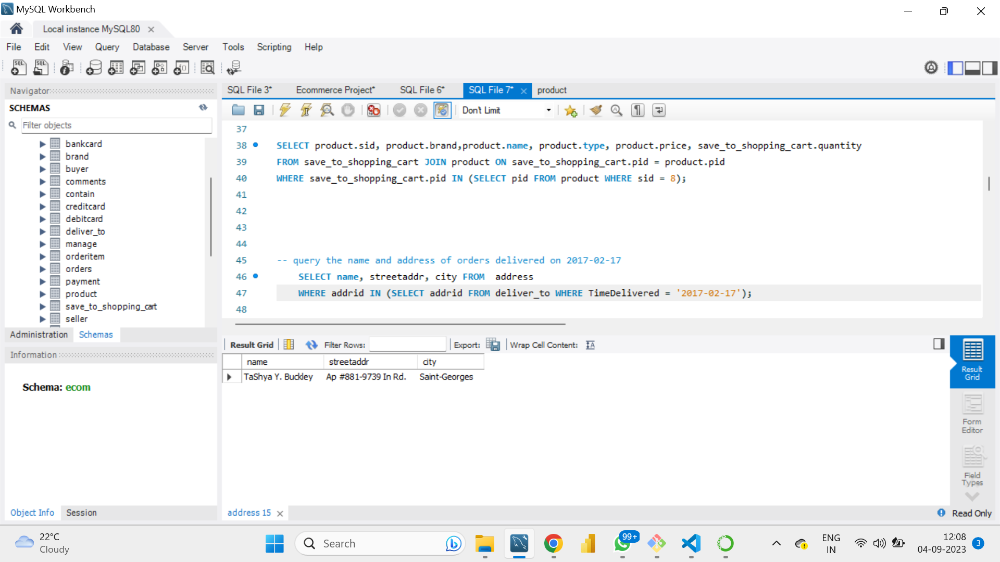 MySQL Workbench
Local instance MySQL80
File Edit View Query Database Server Tools Scripting Help
SQL SQL
Navigator
SCHEMAS
Filter objects
bankcard
brand
buyer
comments
contain
creditcard
debitcard
deliver_to
manage
orderitem
orders
payment
product
save_to_shopping_cart
seller
Administration Schemas
Information
Schema: ecom
Object Info Session
SQL File 3* Ecommerce Project* SQL File 6* SQL File 7* product
Don't Limit
37
38 SELECT product.sid, product.brand,product.name, product.type, product.price, save_to_shopping_cart.quantity
39 FROM save_to_shopping_cart JOIN product ON save_to_shopping_cart.pid = product.pid
40 WHERE save_to_shopping_cart.pid IN (SELECT pid FROM product WHERE sid = 8);
41
42
43
44
45 -- query the name and address of orders delivered on 2017-02-17
46 SELECT name, streetaddr, city FROM  address
47 WHERE addrid IN (SELECT addrid FROM deliver_to WHERE TimeDelivered = '2017-02-17');
48
Result Grid Filter Rows: Export: Wrap Cell Content: IA
name streetaddr city
TaShya Y. Buckley Ap #881-9739 In Rd. Saint-Georges
Result
Grid
Form
Editor
Field
Types
address 15
Read Only
22°C
Cloudy
Search
99+
ENG
IN
12:08
04-09-2023
3